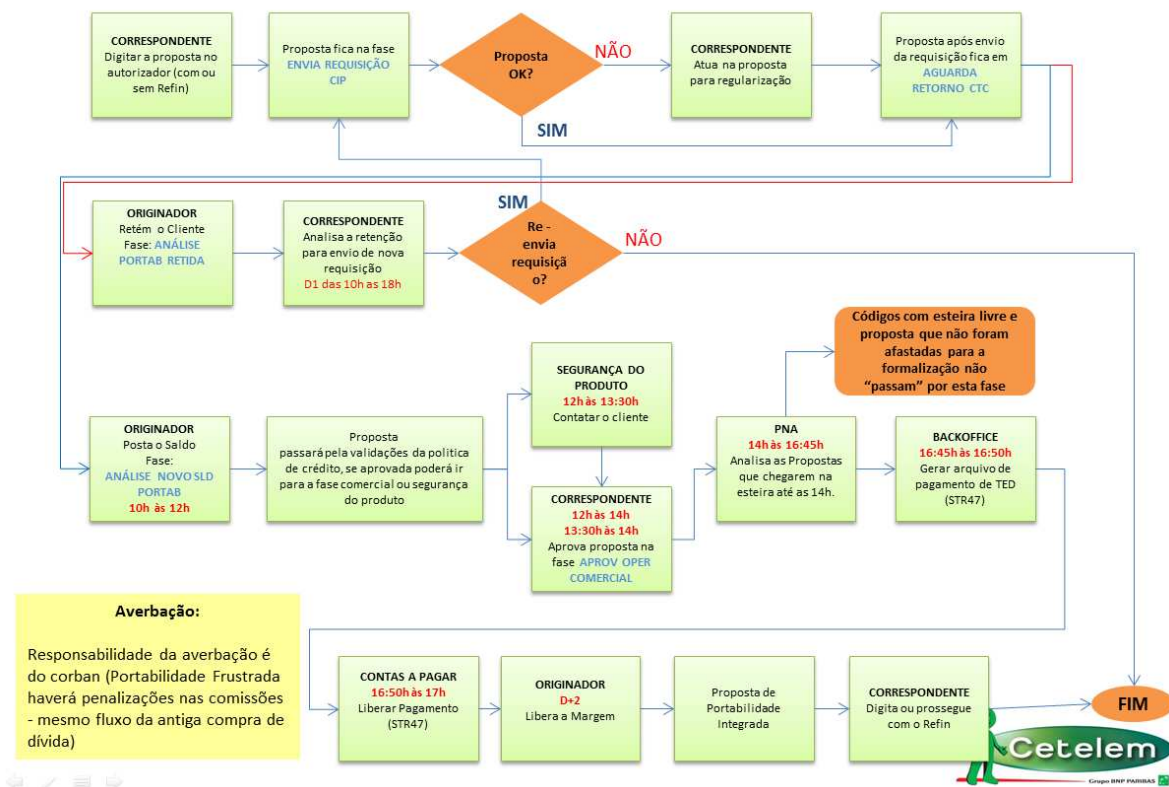 CORRESPONDENTE
Digitar a proposta no
autorizador (com ou
sem Refin)
Proposta fica na fase
ENVIA REQUISIÇÃO
CIP
Proposta
OK?
NÃO
SIM
CORRESPONDENTE
Atua na proposta
para regularização
Proposta após envio
da requisição fica em
AGUARDA
RETORNO CTC
ORIGINADOR
Retém o Cliente
Fase: ANÁLISE
PORTAB RETIDA
CORRESPONDENTE
Analisa a retenção
para envio de nova
requisição
D1 das 10h as 18h
SIM
Re -
envia
requisiçã
o?
NÃO
Códigos com esteira livre e
proposta que não foram
afastadas para a
formalização não
"passam" por esta fase
ORIGINADOR
Posta o Saldo
Fase:
ANÁLISE NOVO SLD
PORTAB
10h às 12h
Proposta
passará pela validações da politica
de crédito, se aprovada poderá ir
para a fase comercial ou segurança
do produto
SEGURANÇA DO
PRODUTO
12h às 13:30h
Contatar o cliente
CORRESPONDENTE
12h às 14h
13:30h às 14h
Aprova proposta na
fase APROV OPER
COMERCIAL
PNA
14h às 16:45h
Analisa as Propostas
que chegarem na
esteira até as 14h.
BACKOFFICE
16:45h às 16:50h
Gerar arquivo de
pagamento de TED
(STR47)
Averbação:
Responsabilidade da averbação é
do corban (Portabilidade Frustrada
haverá penalizações nas comissões
- mesmo fluxo da antiga compra de
dívida)
CONTAS A PAGAR
16:50h às 17h
Liberar Pagamento
(STR47)
ORIGINADOR
D+2
Libera a Margem
Proposta de
Portabilidade
Integrada
CORRESPONDENTE
Digita ou prossegue
com o Refin
FIM
Cetelem
Grupo BNP PARIBAS